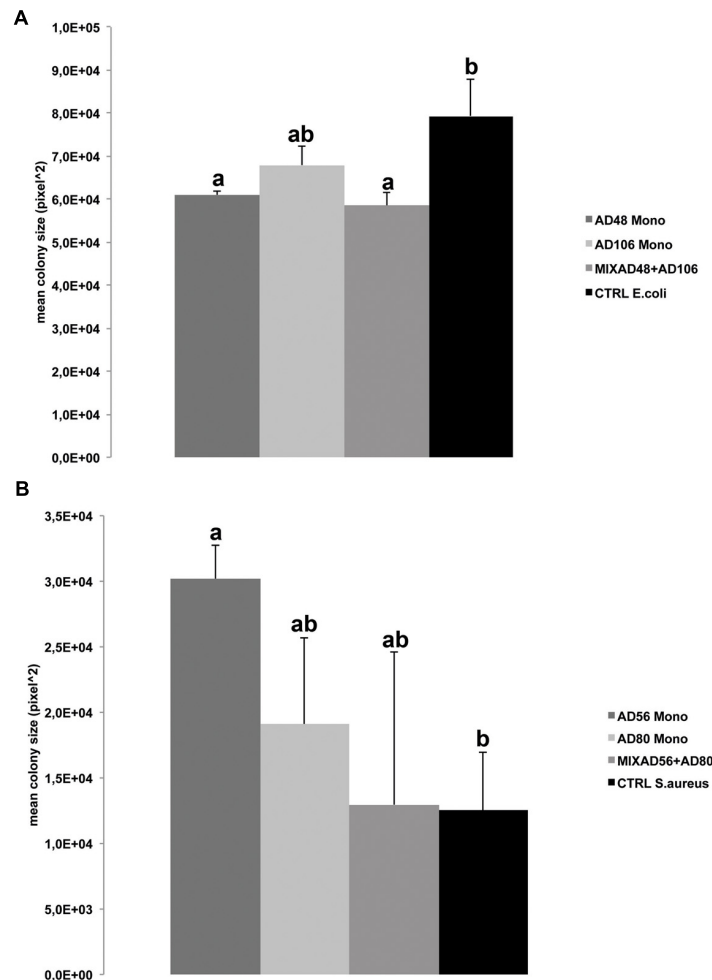 A
mean colony size (pixel^2)
1,0E+05
9,0E+04
8,0E+04
7,0E+04
6,0E+04
5,0E+04
4,0E+04
3,0E+04
2,0E+04
1,0E+04
0,0E+00
a
ab
a
b
AD48 Mono
AD106 Mono
MIXAD48+AD106
CTRL E.coli
B
mean colony size (pixel^2)
3,5E+04
3,0E+04
2,5E+04
2,0E+04
1,5E+04
1,0E+04
5,0E+03
0,0E+00
a
ab
ab
b
AD56 Mono
AD80 Mono
MIXAD56+AD80
CTRL S.aureus